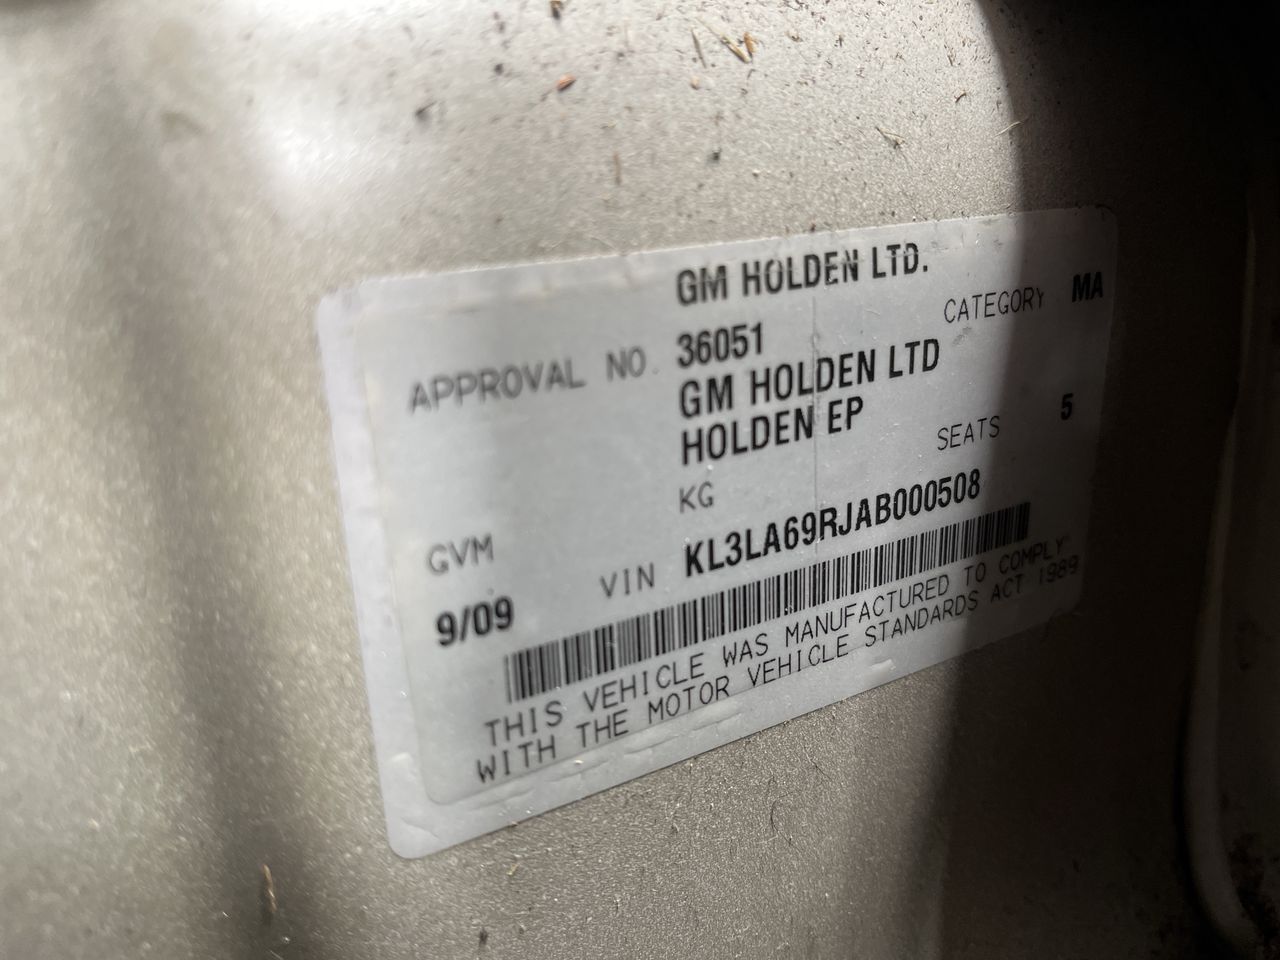 GM HOLDEN LTD.
APPROVAL NO. 36051 CATEGORY MA
GM HOLDEN LTD
HOLDEN EP SEATS 5
GVM KG
9/09 VIN KL3LA69RJAB000508
THIS VEHICLE WAS MANUFACTURED TO COMPLY
WITH THE MOTOR VEHICLE STANDARDS ACT 1989